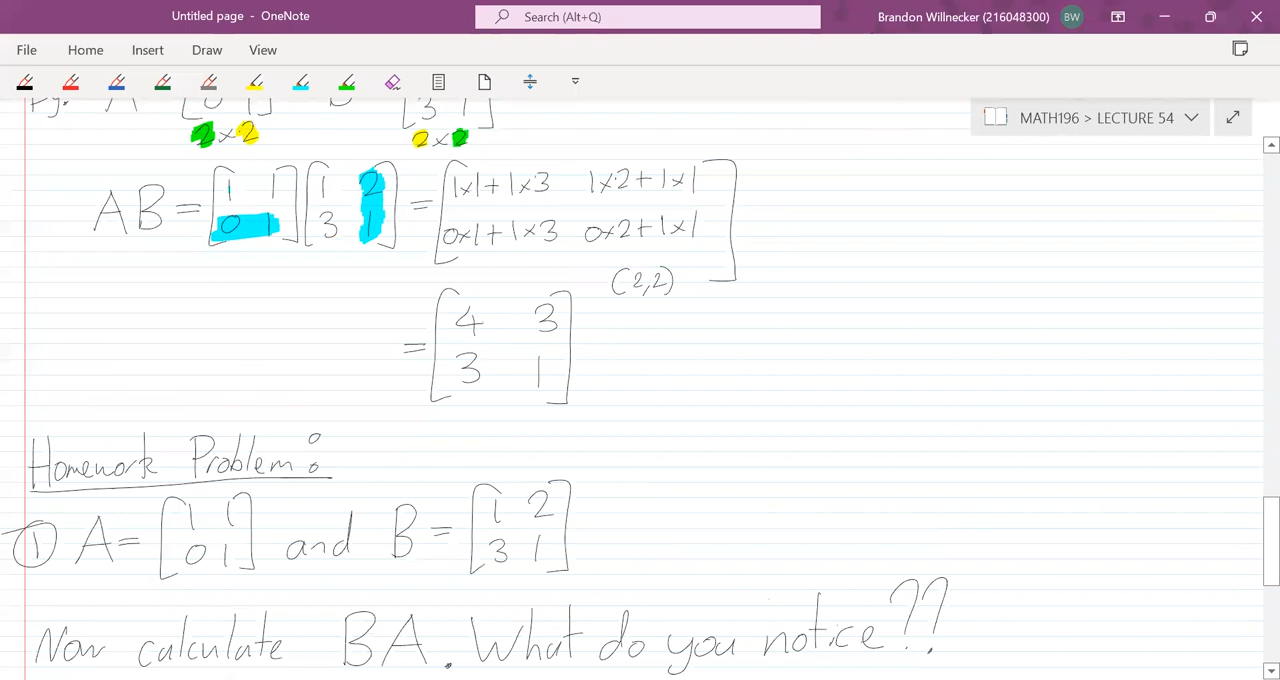 Untitled page - OneNote
Search (Alt+Q)
Brandon Willnecker (216048300)
BW
File Home Insert Draw View
MATH196 > LECTURE 54
2 x 2 2 x 2
AB = [1 1 [1 2 = [1x1+1x3 1x2+1x1
0 1] 3 1] 0x1+1x3 0x2+1x1]
(2,2)
= [4 3
3 1]
Homework Problem:
① A = [1 1 and B = [1 2
0 1] 3 1]
Now calculate BA. What do you notice??